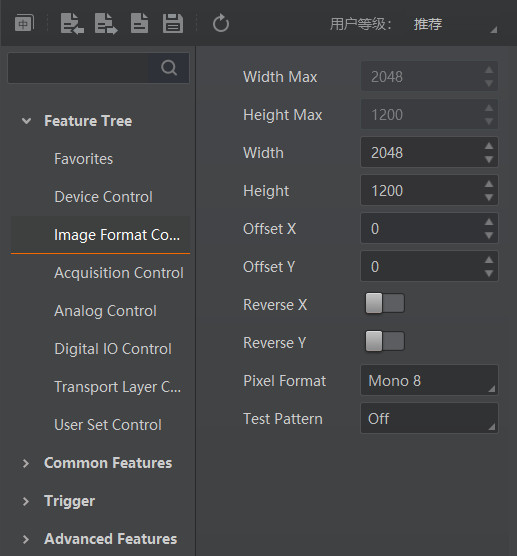 中
用户等级: 推荐
Feature Tree
Favorites
Device Control
Image Format Co...
Acquisition Control
Analog Control
Digital IO Control
Transport Layer C...
User Set Control
Common Features
Trigger
Advanced Features
Width Max 2048
Height Max 1200
Width 2048
Height 1200
Offset X 0
Offset Y 0
Reverse X
Reverse Y
Pixel Format Mono 8
Test Pattern Off